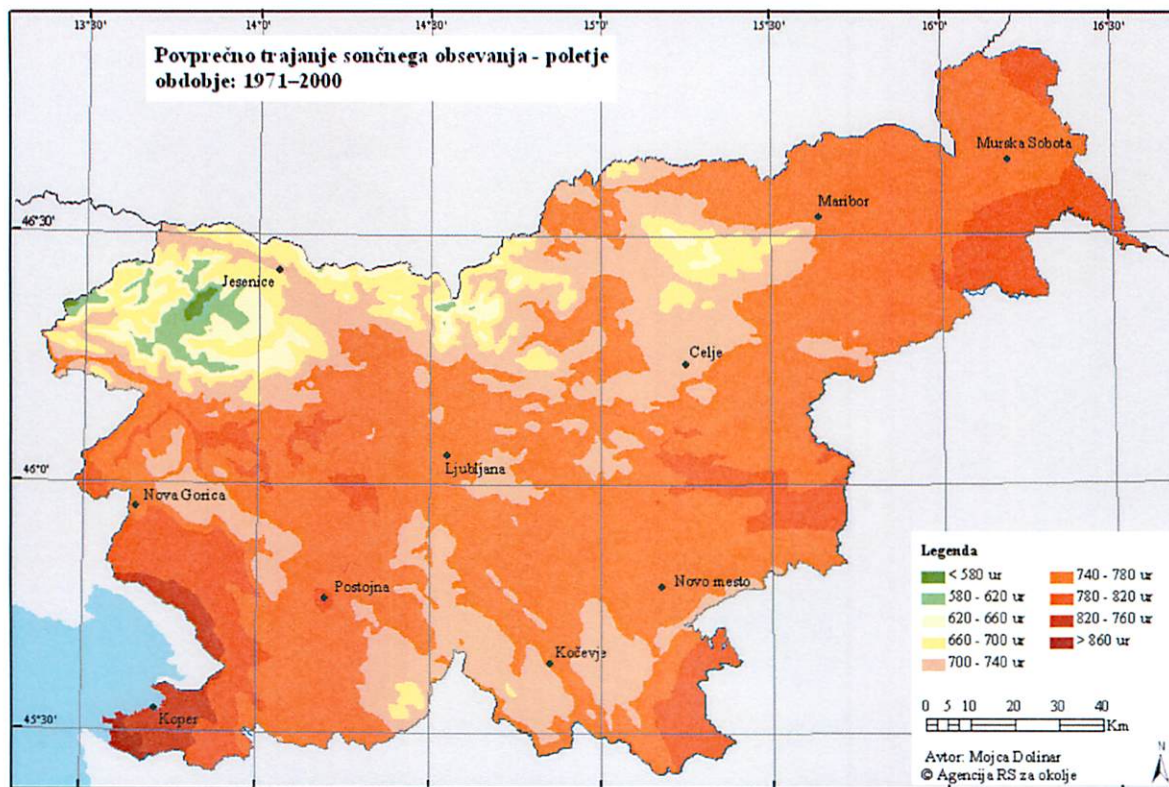 13°30'
14°0'
14°30'
15°0'
15°30'
16°0'
16°30'
Povprečno trajanje sončnega obsevanja - poletje
obdobje: 1971–2000
Murska Sobota
Maribor
46°30'
Jesenice
Celje
Ljubljana
46°0'
Nova Gorica
Postojna
Novo mesto
Kočevje
Koper
45°30'
Legenda
< 580 ur
580 - 620 ur
620 - 660 ur
660 - 700 ur
700 - 740 ur
740 - 780 ur
780 - 820 ur
820 - 760 ur
> 860 ur
0 5 10 20 30 40
Km
Avtor: Mojca Dolinar
© Agencija RS za okolje
N